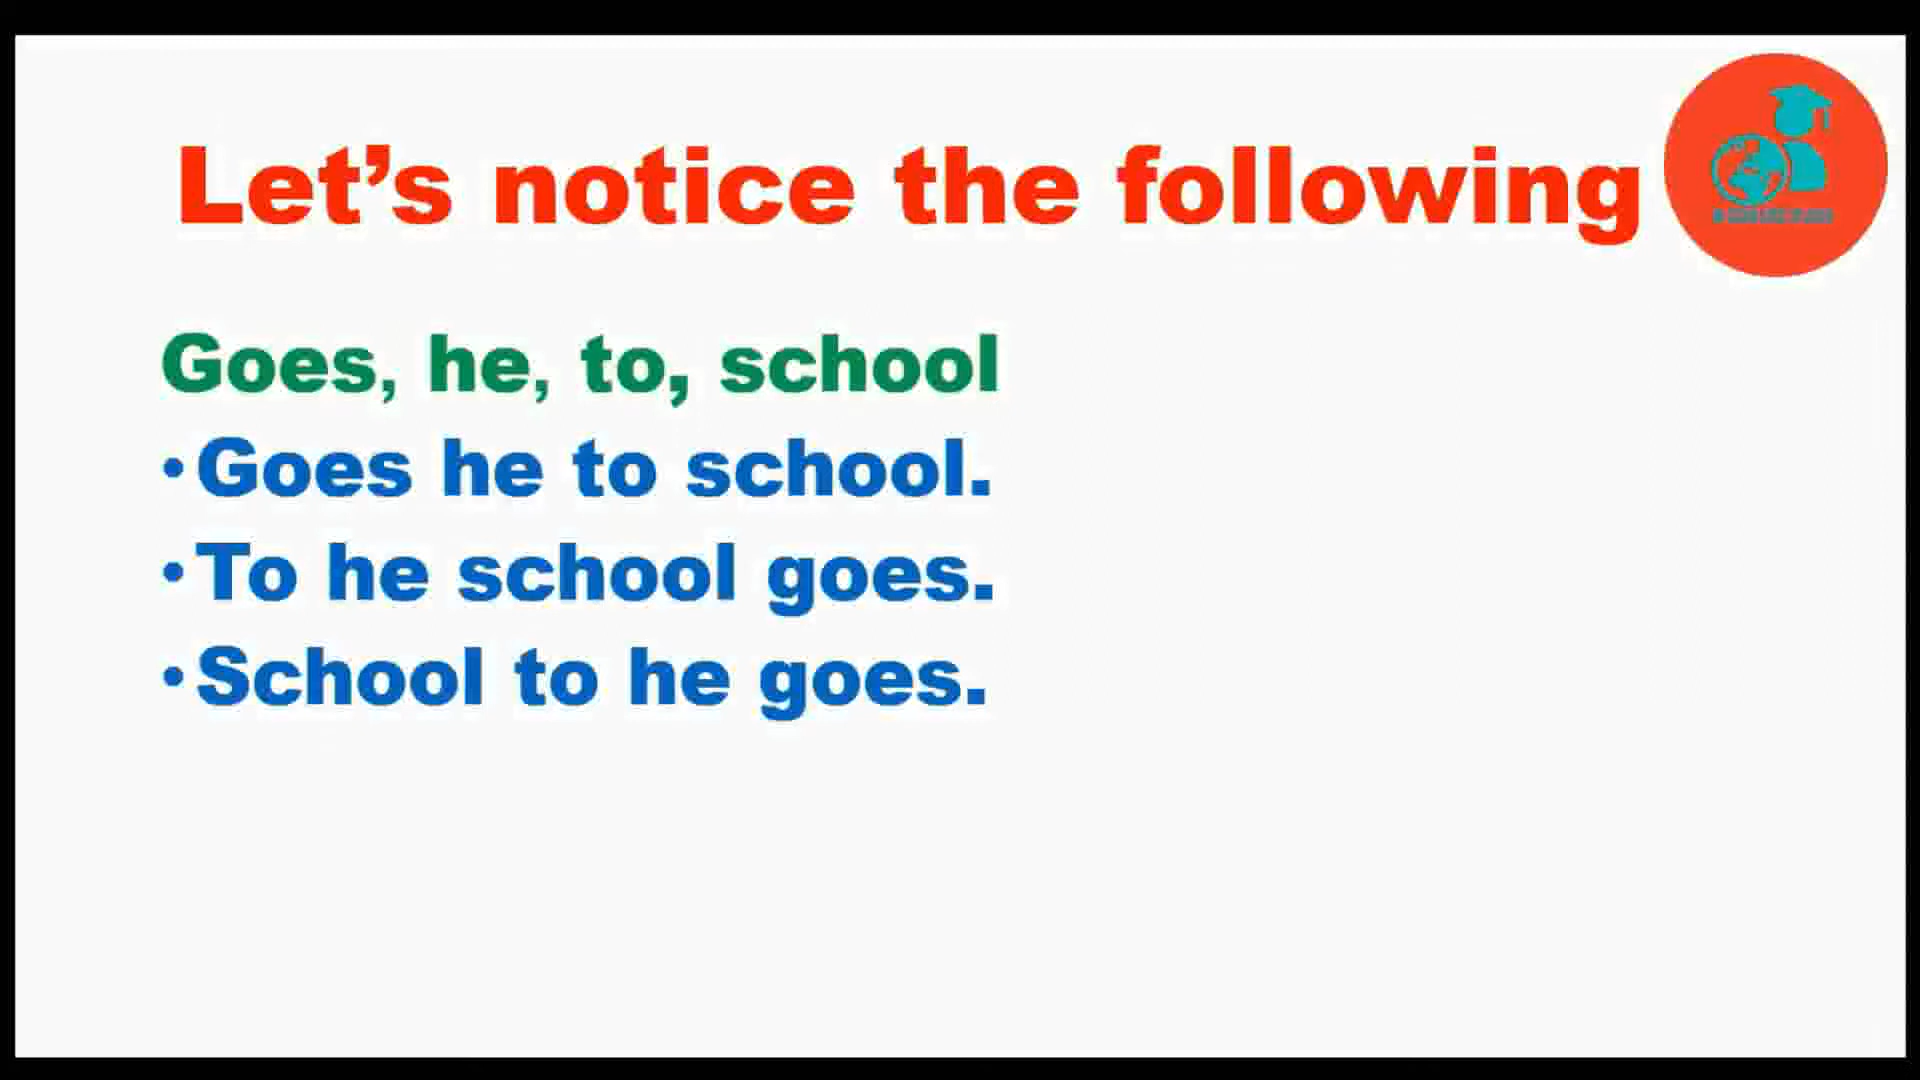 Let’s notice the following
Goes, he, to, school
•Goes he to school.
•To he school goes.
•School to he goes.